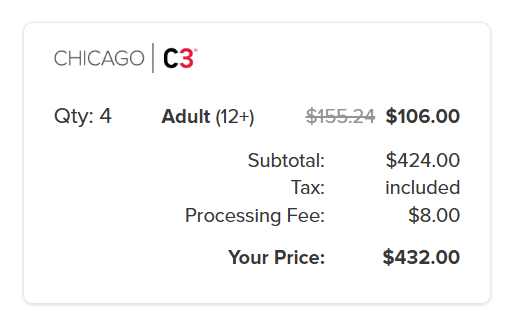 CHICAGO C3
Qty: 4 Adult (12+) $155.24 $106.00
Subtotal: $424.00
Tax: included
Processing Fee: $8.00
Your Price: $432.00